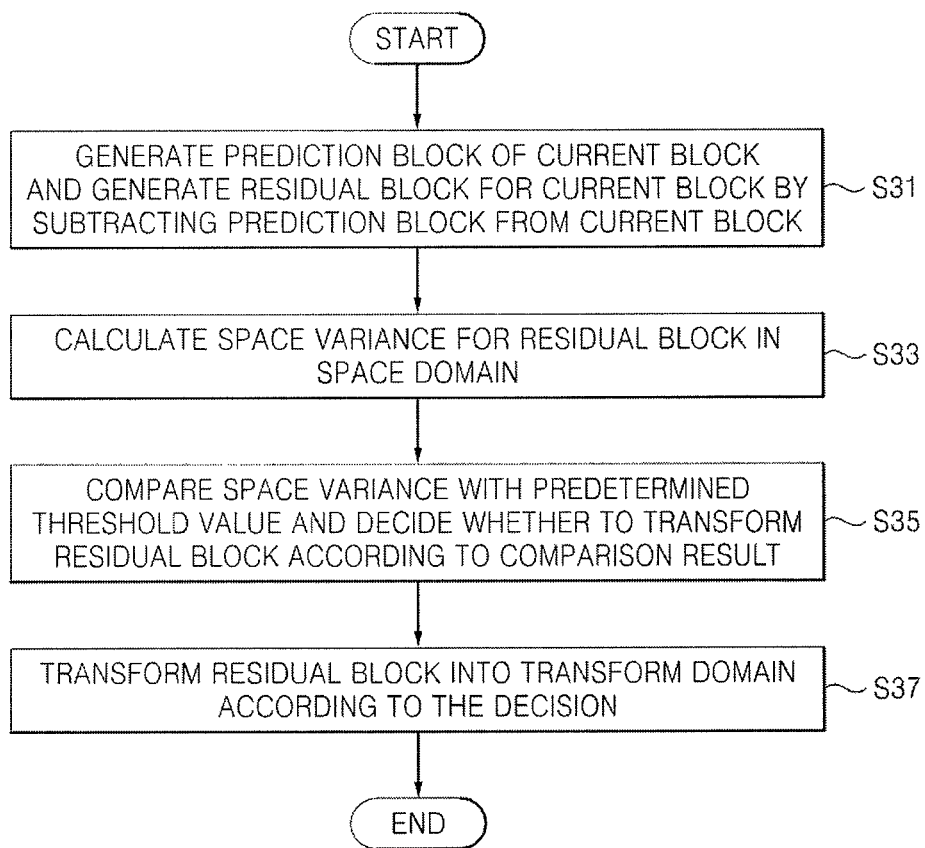 START
GENERATE PREDICTION BLOCK OF CURRENT BLOCK
AND GENERATE RESIDUAL BLOCK FOR CURRENT BLOCK BY
SUBTRACTING PREDICTION BLOCK FROM CURRENT BLOCK
S31
CALCULATE SPACE VARIANCE FOR RESIDUAL BLOCK IN
SPACE DOMAIN
S33
COMPARE SPACE VARIANCE WITH PREDETERMINED
THRESHOLD VALUE AND DECIDE WHETHER TO TRANSFORM
RESIDUAL BLOCK ACCORDING TO COMPARISON RESULT
S35
TRANSFORM RESIDUAL BLOCK INTO TRANSFORM DOMAIN
ACCORDING TO THE DECISION
S37
END